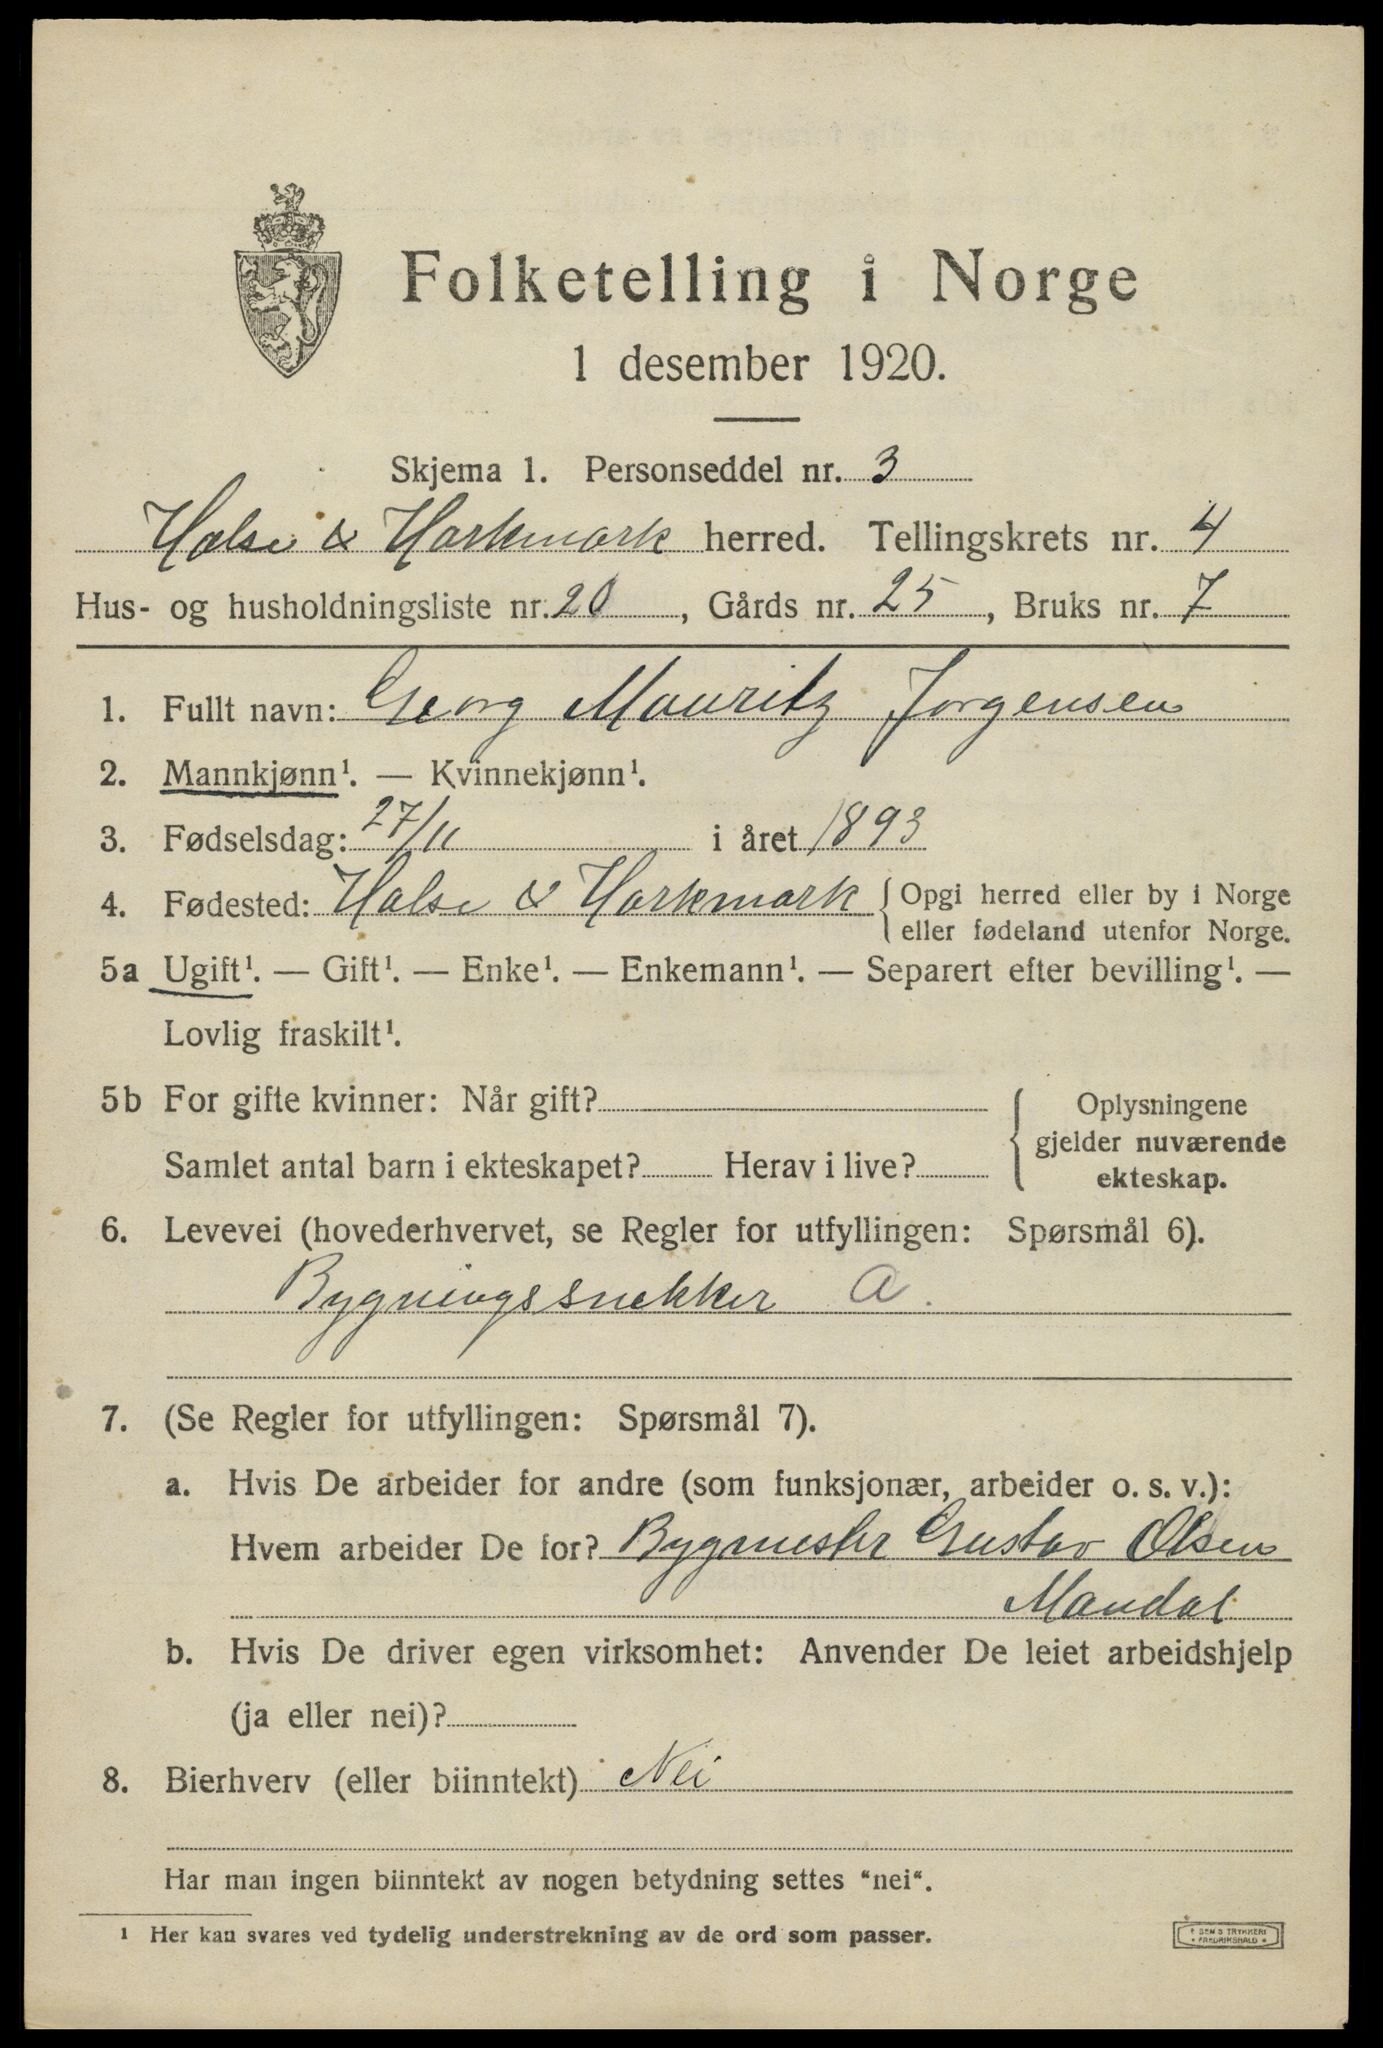 Folketelling i Norge
1 desember 1920.
Skjema 1. Personseddel nr. 3
Halse & Harkmark herred. Tellingskrets nr. 4
Hus- og husholdningsliste nr. 20, Gårds nr. 25, Bruks nr. 7
1. Fullt navn: Georg Mauritz Jorgensen
2. Mannkjønn¹. — Kvinnekjønn¹.
3. Fødselsdag: 27/11 i året 1893
4. Fødested: Halse & Harkmark { Opgi herred eller by i Norge
eller fødeland utenfor Norge.
5a Ugift¹. — Gift¹. — Enke¹. — Enkemann¹. — Separert efter bevilling¹. —
Lovlig fraskilt¹.
5b For gifte kvinner: Når gift?
Samlet antal barn i ekteskapet? Herav i live?
Oplysningene
gjelder nuværende
ekteskap.
6. Levevei (hovederhvervet, se Regler for utfyllingen: Spørsmål 6).
Bygningssnekker a.
7. (Se Regler for utfyllingen: Spørsmål 7).
a. Hvis De arbeider for andre (som funksjonær, arbeider o. s. v.):
Hvem arbeider De for? Bygmester Gustav Olsen
Mandal
b. Hvis De driver egen virksomhet: Anvender De leiet arbeidshjelp
(ja eller nei)?
8. Bierhverv (eller biinntekt) Nei
Har man ingen biinntekt av nogen betydning settes "nei".
1 Her kan svares ved tydelig understrekning av de ord som passer.
SEM'S TRYKKERI
FREDRIKSHALD